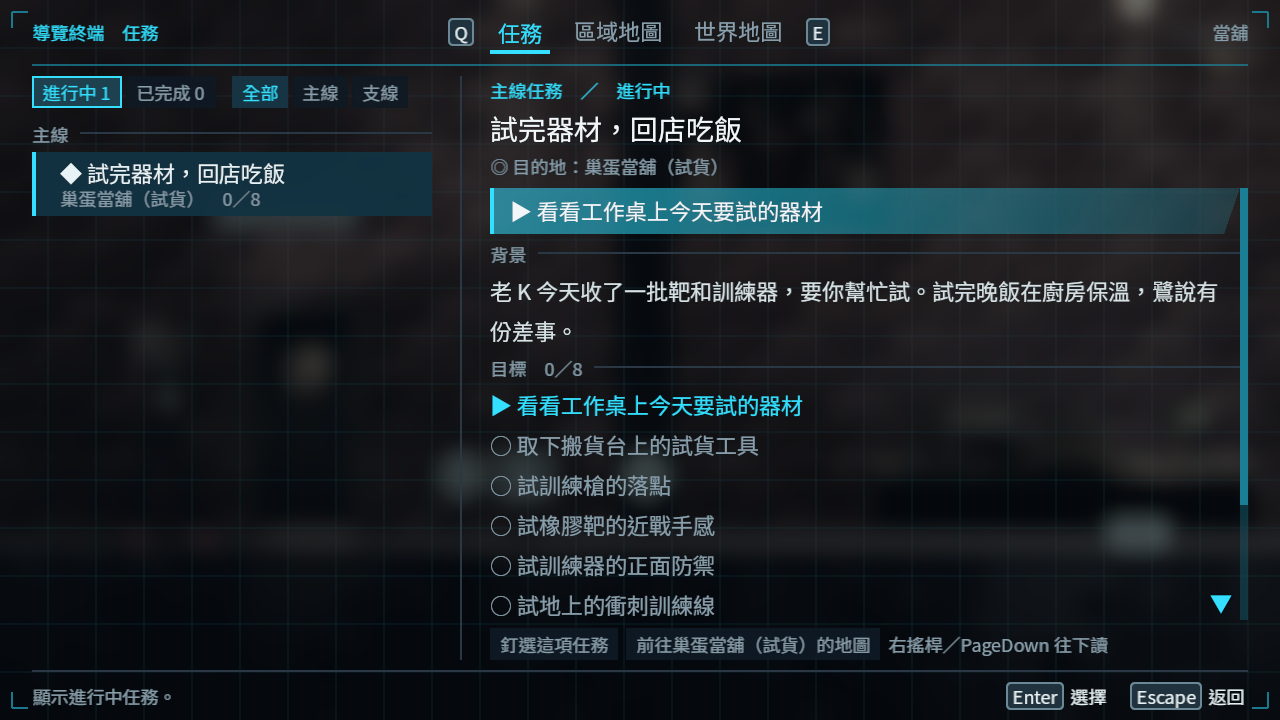 導覽終端 任務
Q 任務 區域地圖 世界地圖 E
當舖
進行中 1 已完成 0 全部 主線 支線
主線
◆ 試完器材，回店吃飯
巢蛋當舖（試貨） 0／8
主線任務 ／ 進行中
試完器材，回店吃飯
◎ 目的地：巢蛋當舖（試貨）
▶ 看看工作桌上今天要試的器材
背景
老 K 今天收了一批靶和訓練器，要你幫忙試。試完晚飯在廚房保溫，鷺說有
份差事。
目標 0／8
▶ 看看工作桌上今天要試的器材
○ 取下搬貨台上的試貨工具
○ 試訓練槍的落點
○ 試橡膠靶的近戰手感
○ 試訓練器的正面防禦
○ 試地上的衝刺訓練線
▼
釘選這項任務 前往巢蛋當舖（試貨）的地圖 右搖桿／PageDown 往下讀
顯示進行中任務。
Enter 選擇 Escape 返回